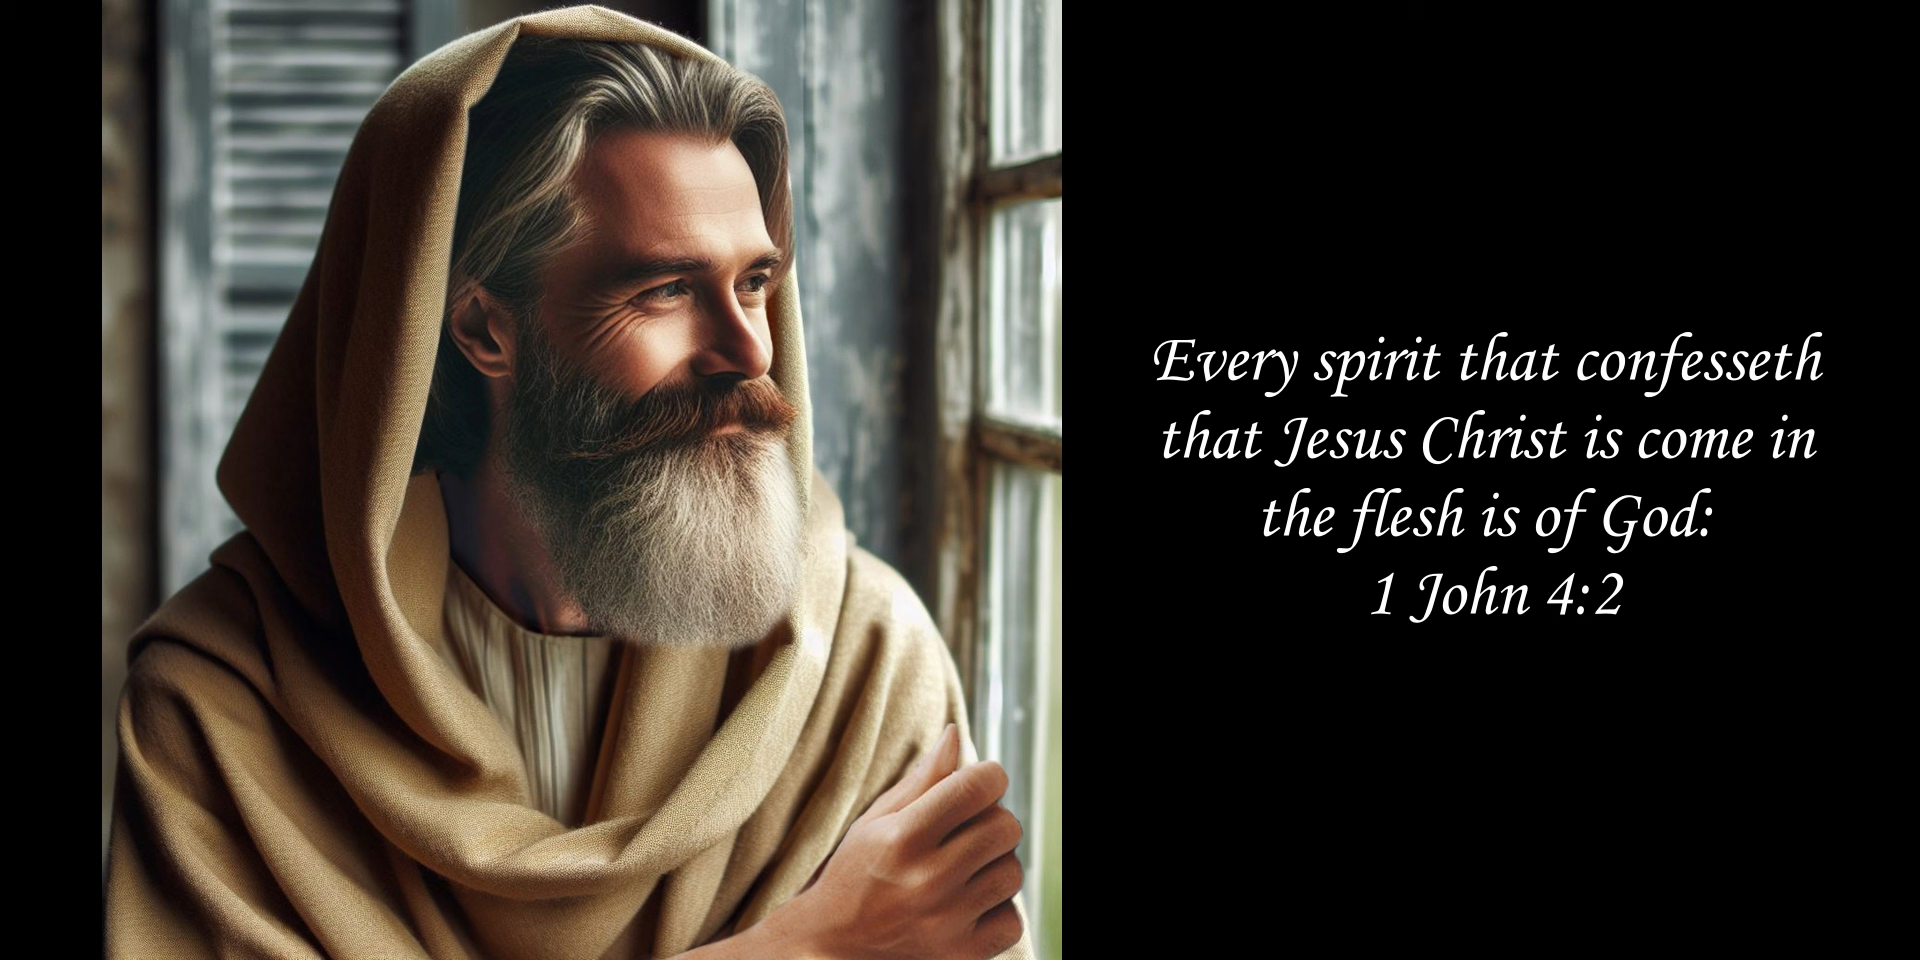 Every spirit that confesseth
that Jesus Christ is come in
the flesh is of God:
1 John 4:2